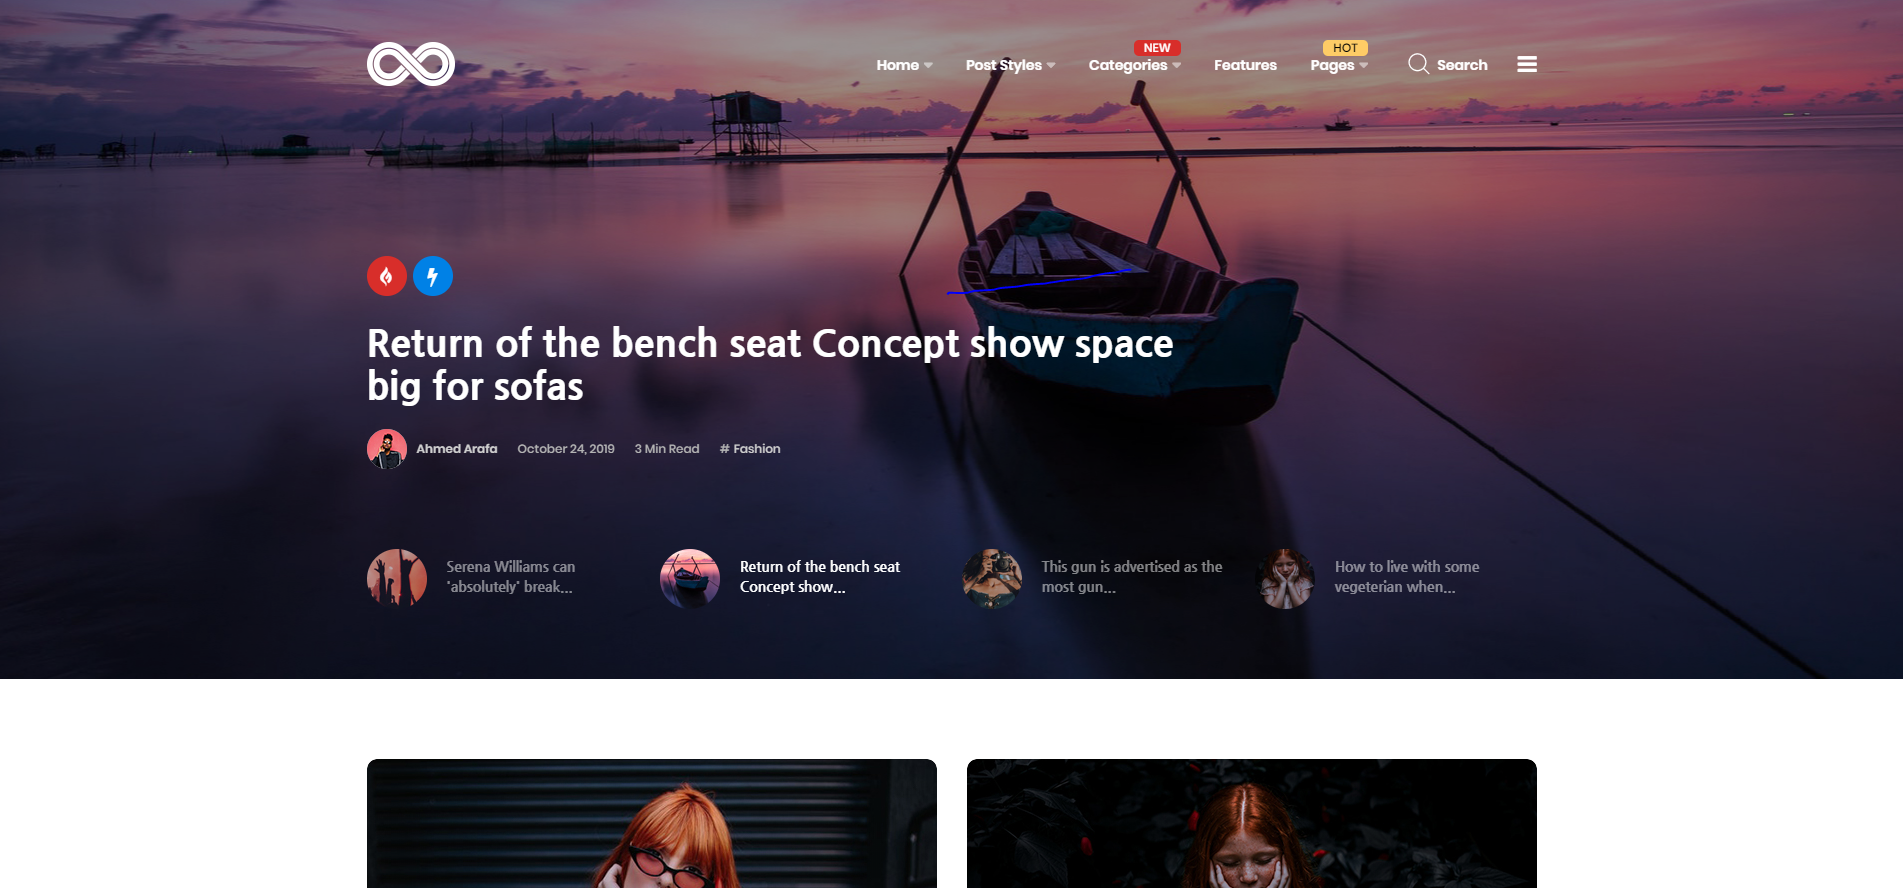 Home
Post Styles
NEW
Categories
Features
HOT
Pages
Search
Return of the bench seat Concept show space
big for sofas
Ahmed Arafa
October 24, 2019
3 Min Read
# Fashion
Serena Williams can
'absolutely' break...
Return of the bench seat
Concept show...
This gun is advertised as the
most gun...
How to live with some
vegeterian when...